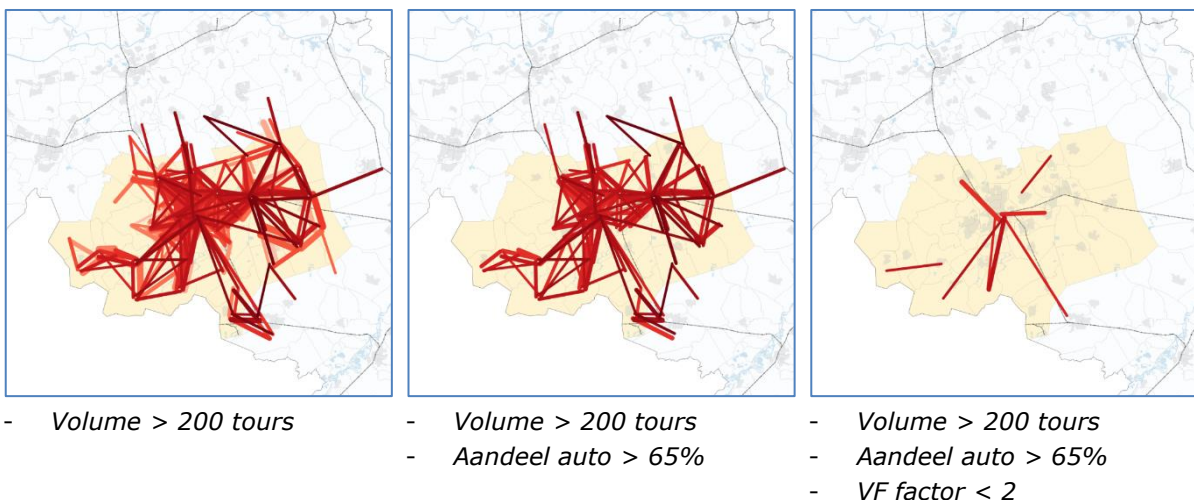 - Volume > 200 tours
- Volume > 200 tours
- Aandeel auto > 65%
- Volume > 200 tours
- Aandeel auto > 65%
- VF factor < 2